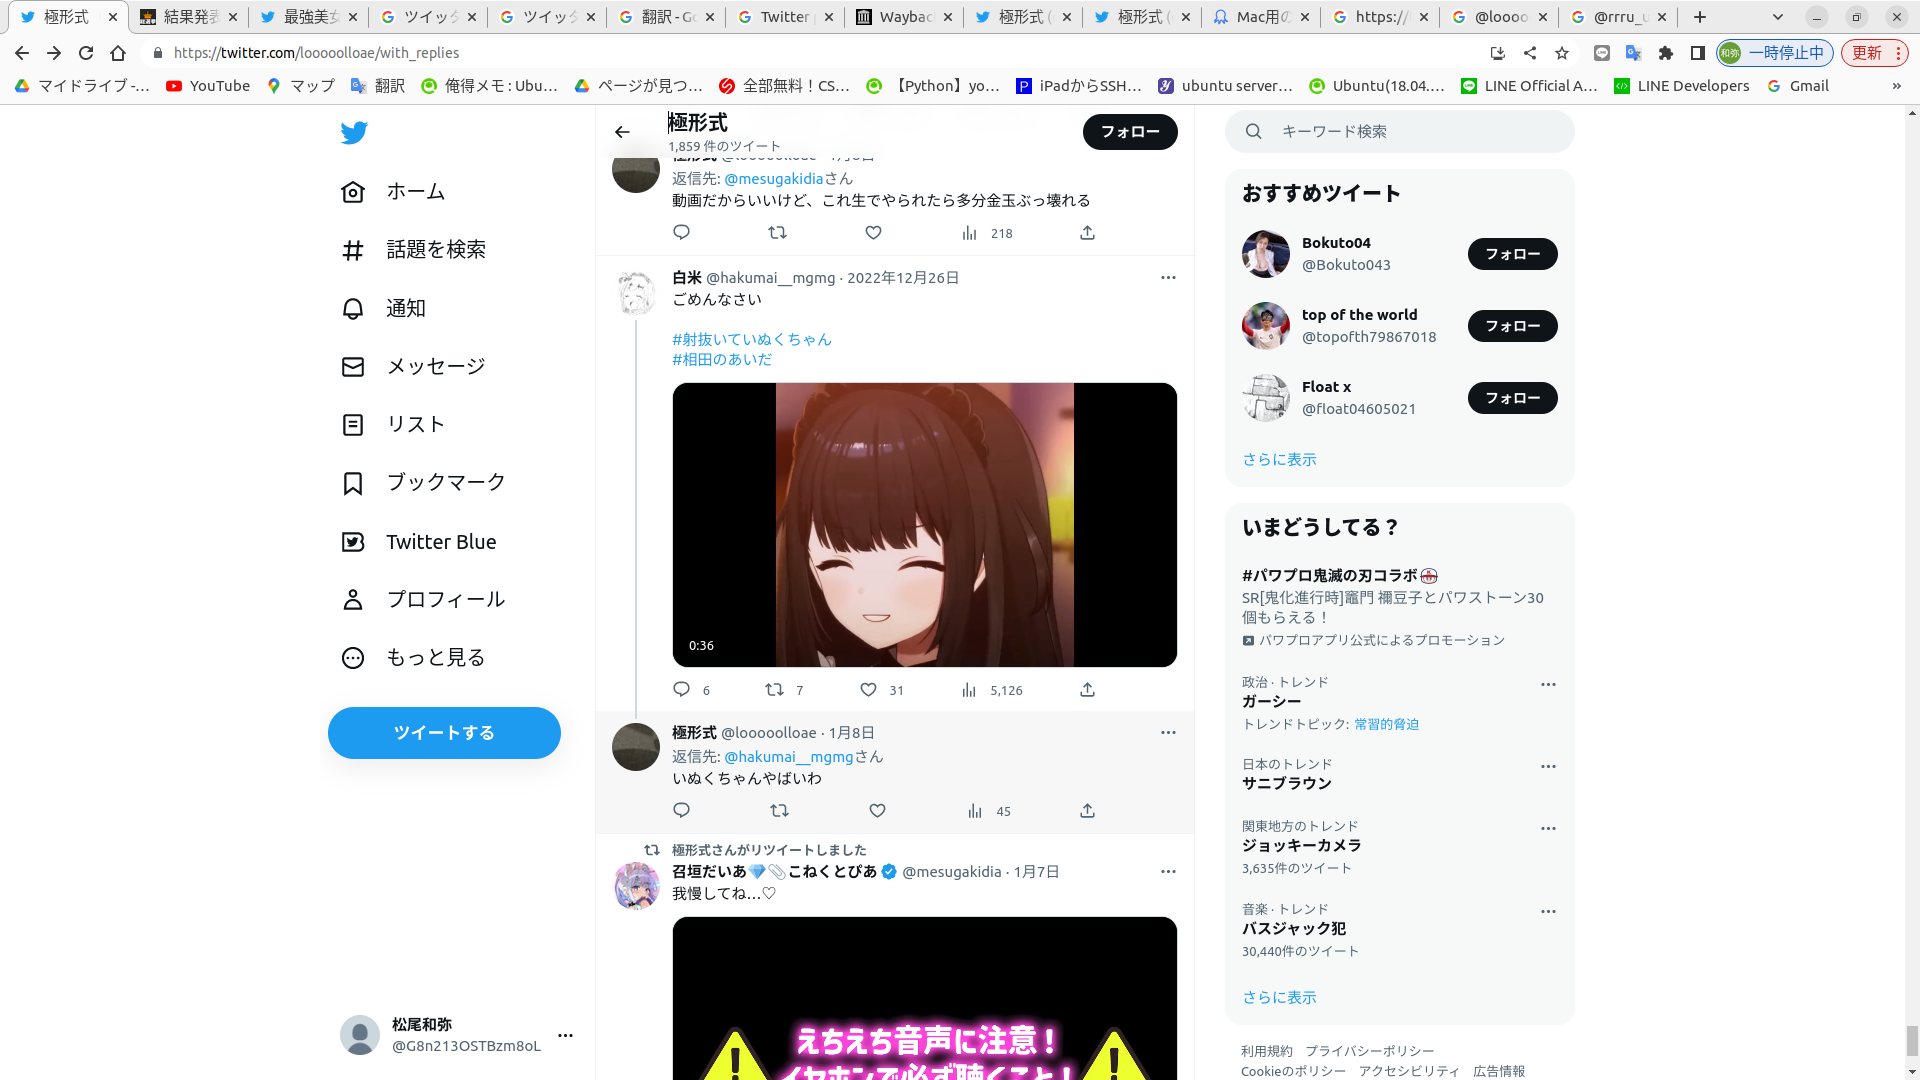 極形式
結果発表
最強美女
ツイッタ
ツイッタ
翻訳 - Go
Twitter
Waybac
極形式 (
極形式 (
Mac用の
https://
@loooo
@rrru_u
https://twitter.com/looooolloae/with_replies
和弥 一時停止中
更新
マイドライブ -...
YouTube
マップ
翻訳
俺得メモ : Ubu...
ページが見つ...
全部無料！CS...
【Python】yo...
iPadからSSH...
ubuntu server...
Ubuntu(18.04....
LINE Official A...
LINE Developers
Gmail
»
ホーム
話題を検索
通知
メッセージ
リスト
ブックマーク
Twitter Blue
プロフィール
もっと見る
ツイートする
松尾和弥
@G8n213OSTBzm8oL
極形式
1,859 件のツイート
フォロー
極形式 @looooolloae · 1月8日
返信先: @mesugakidiaさん
動画だからいいけど、これ生でやられたら多分金玉ぶっ壊れる
218
白米 @hakumai__mgmg · 2022年12月26日
ごめんなさい
#射抜いていぬくちゃん
#相田のあいだ
0:36
6
7
31
5,126
極形式 @looooolloae · 1月8日
返信先: @hakumai__mgmgさん
いぬくちゃんやばいわ
45
極形式さんがリツイートしました
召垣だいあ💎📎こねくとぴあ @mesugakidia · 1月7日
我慢してね…♡
えちえち音声に注意！
イヤホンで必ず聴くこと！
キーワード検索
おすすめツイート
Bokuto04
@Bokuto043
フォロー
top of the world
@topofth79867018
フォロー
Float x
@float04605021
フォロー
さらに表示
いまどうしてる？
#パワプロ鬼滅の刃コラボ
SR[鬼化進行時]竈門 禰豆子とパワストーン30
個もらえる！
パワプロアプリ公式によるプロモーション
政治 · トレンド
ガーシー
トレンドトピック: 常習的脅迫
日本のトレンド
サニブラウン
関東地方のトレンド
ジョッキーカメラ
3,635件のツイート
音楽 · トレンド
バスジャック犯
30,440件のツイート
さらに表示
利用規約 プライバシーポリシー
Cookieのポリシー アクセシビリティ 広告情報